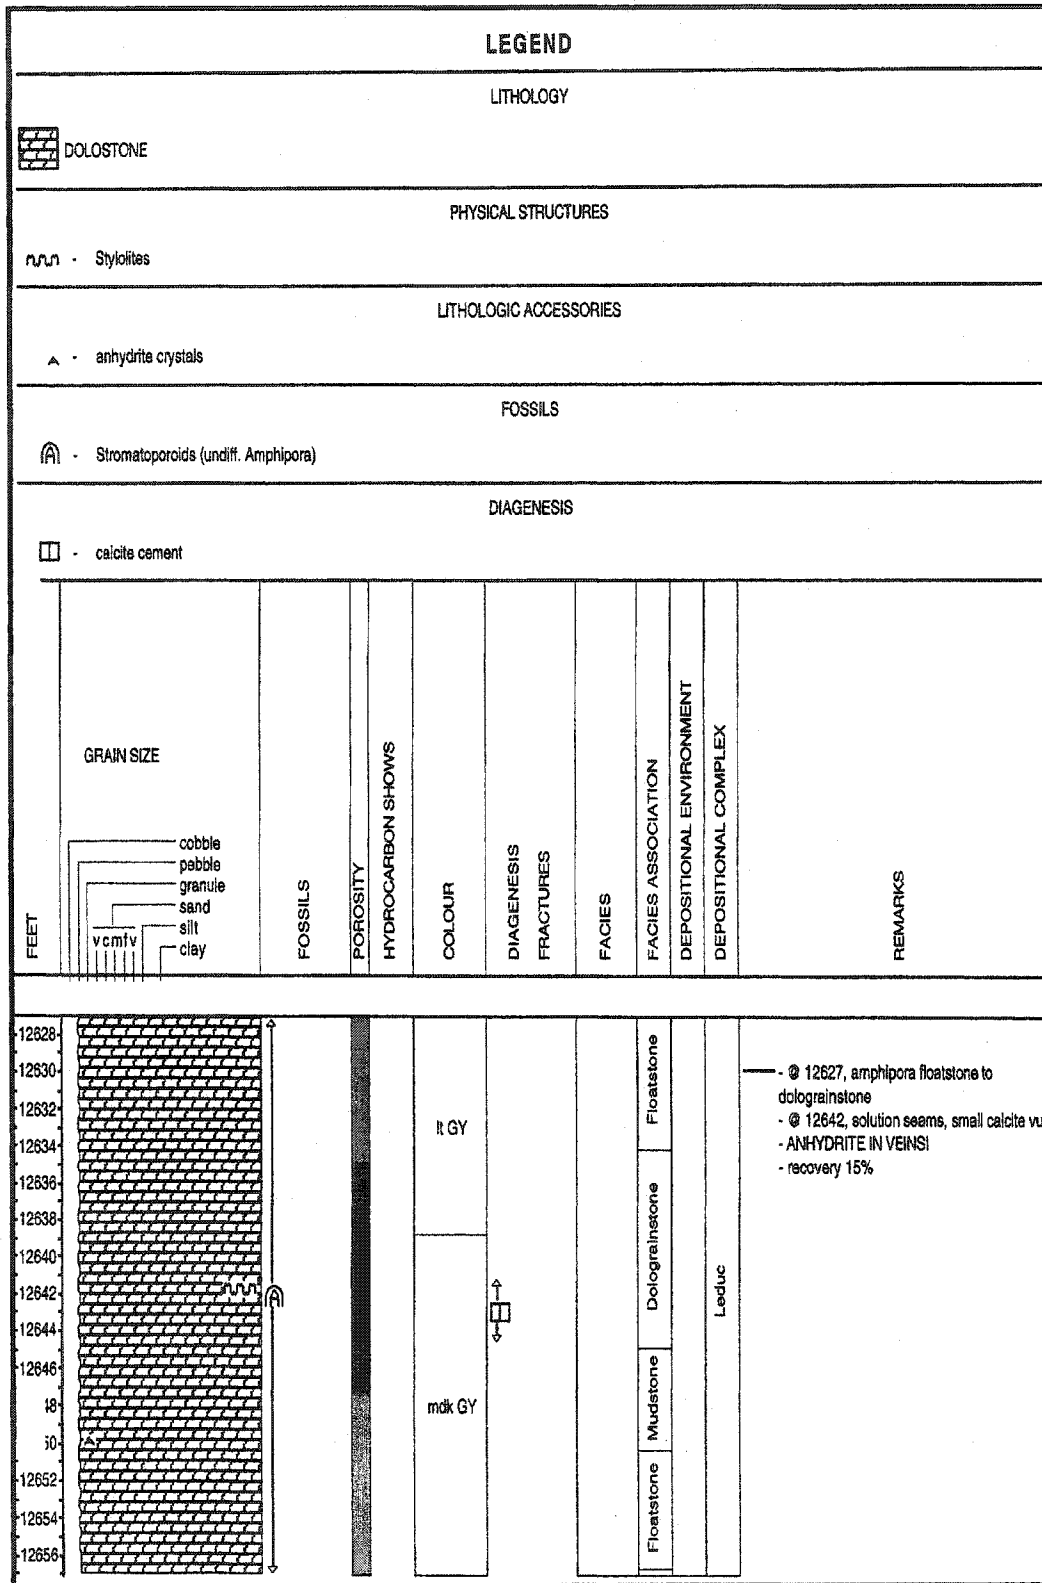 LEGEND
LITHOLOGY
DOLOSTONE
PHYSICAL STRUCTURES
- Stylolites
LITHOLOGIC ACCESSORIES
- anhydrite crystals
FOSSILS
A - Stromatoporoids (undiff. Amphipora)
DIAGENESIS
- calcite cement
FEET
GRAIN SIZE
cobble
pebble
granule
sand
v c m f v
silt
clay
FOSSILS
POROSITY
HYDROCARBON SHOWS
COLOUR
DIAGENESIS
FRACTURES
FACIES
FACIES ASSOCIATION
DEPOSITIONAL ENVIRONMENT
DEPOSITIONAL COMPLEX
REMARKS
12628
12630
12632
12634
12636
12638
12640
12642
12644
12646
48
50
12652
12654
12656
A
lt GY
mdk GY
Floatstone
Dolograinstone
Mudstone
Floatstone
Leduc
- @ 12627, amphipora floatstone to
dolograinstone
- @ 12642, solution seams, small calcite vu
- ANHYDRITE IN VEINS!
- recovery 15%